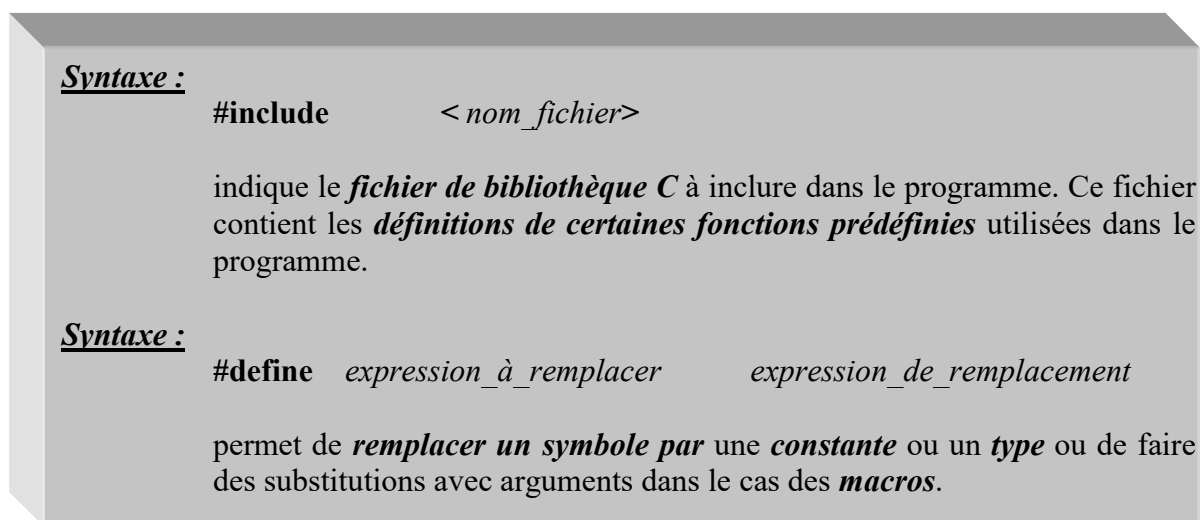 Syntaxe :
#include < nom_fichier>
indique le fichier de bibliothèque C à inclure dans le programme. Ce fichier
contient les définitions de certaines fonctions prédéfinies utilisées dans le
programme.
Syntaxe :
#define expression_à_remplacer expression_de_remplacement
permet de remplacer un symbole par une constante ou un type ou de faire
des substitutions avec arguments dans le cas des macros.